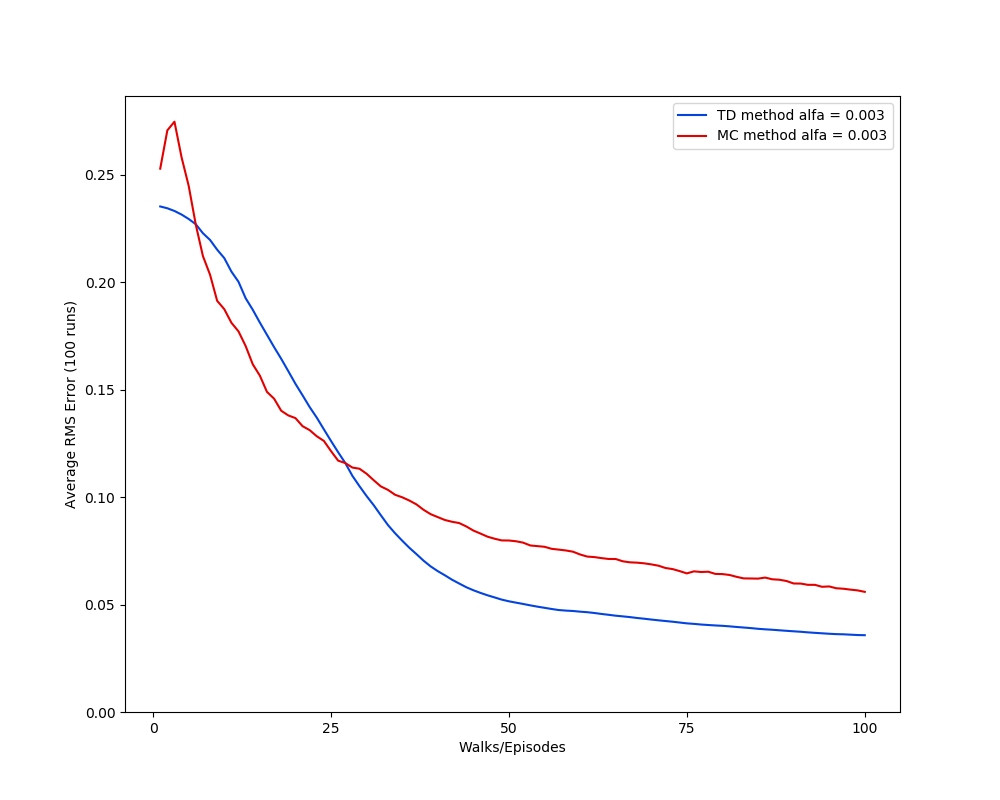 TD method alfa = 0.003
MC method alfa = 0.003
0.25
0.20
0.15
0.10
0.05
0.00
Average RMS Error (100 runs)
0 25 50 75 100
Walks/Episodes